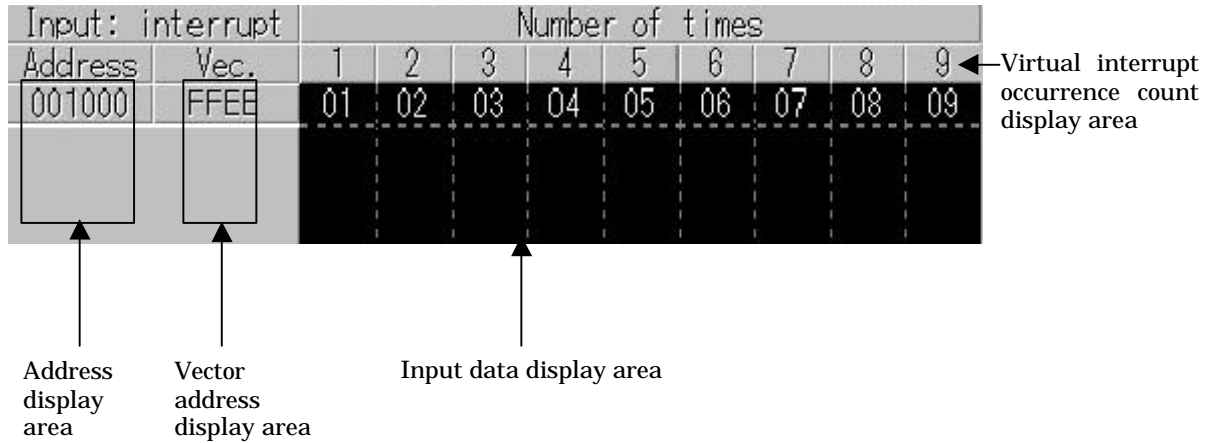 Input: interrupt Number of times
Address Vec. 1 2 3 4 5 6 7 8 9
001000 FFEE 01 02 03 04 05 06 07 08 09
Virtual interrupt
occurrence count
display area
Address
display
area
Vector
address
display area
Input data display area